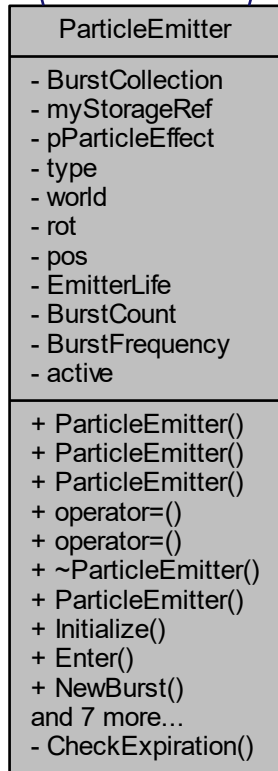 ParticleEmitter
- BurstCollection
- myStorageRef
- pParticleEffect
- type
- world
- rot
- pos
- EmitterLife
- BurstCount
- BurstFrequency
- active
+ ParticleEmitter()
+ ParticleEmitter()
+ ParticleEmitter()
+ operator=()
+ operator=()
+ ~ParticleEmitter()
+ ParticleEmitter()
+ Initialize()
+ Enter()
+ NewBurst()
and 7 more...
- CheckExpiration()